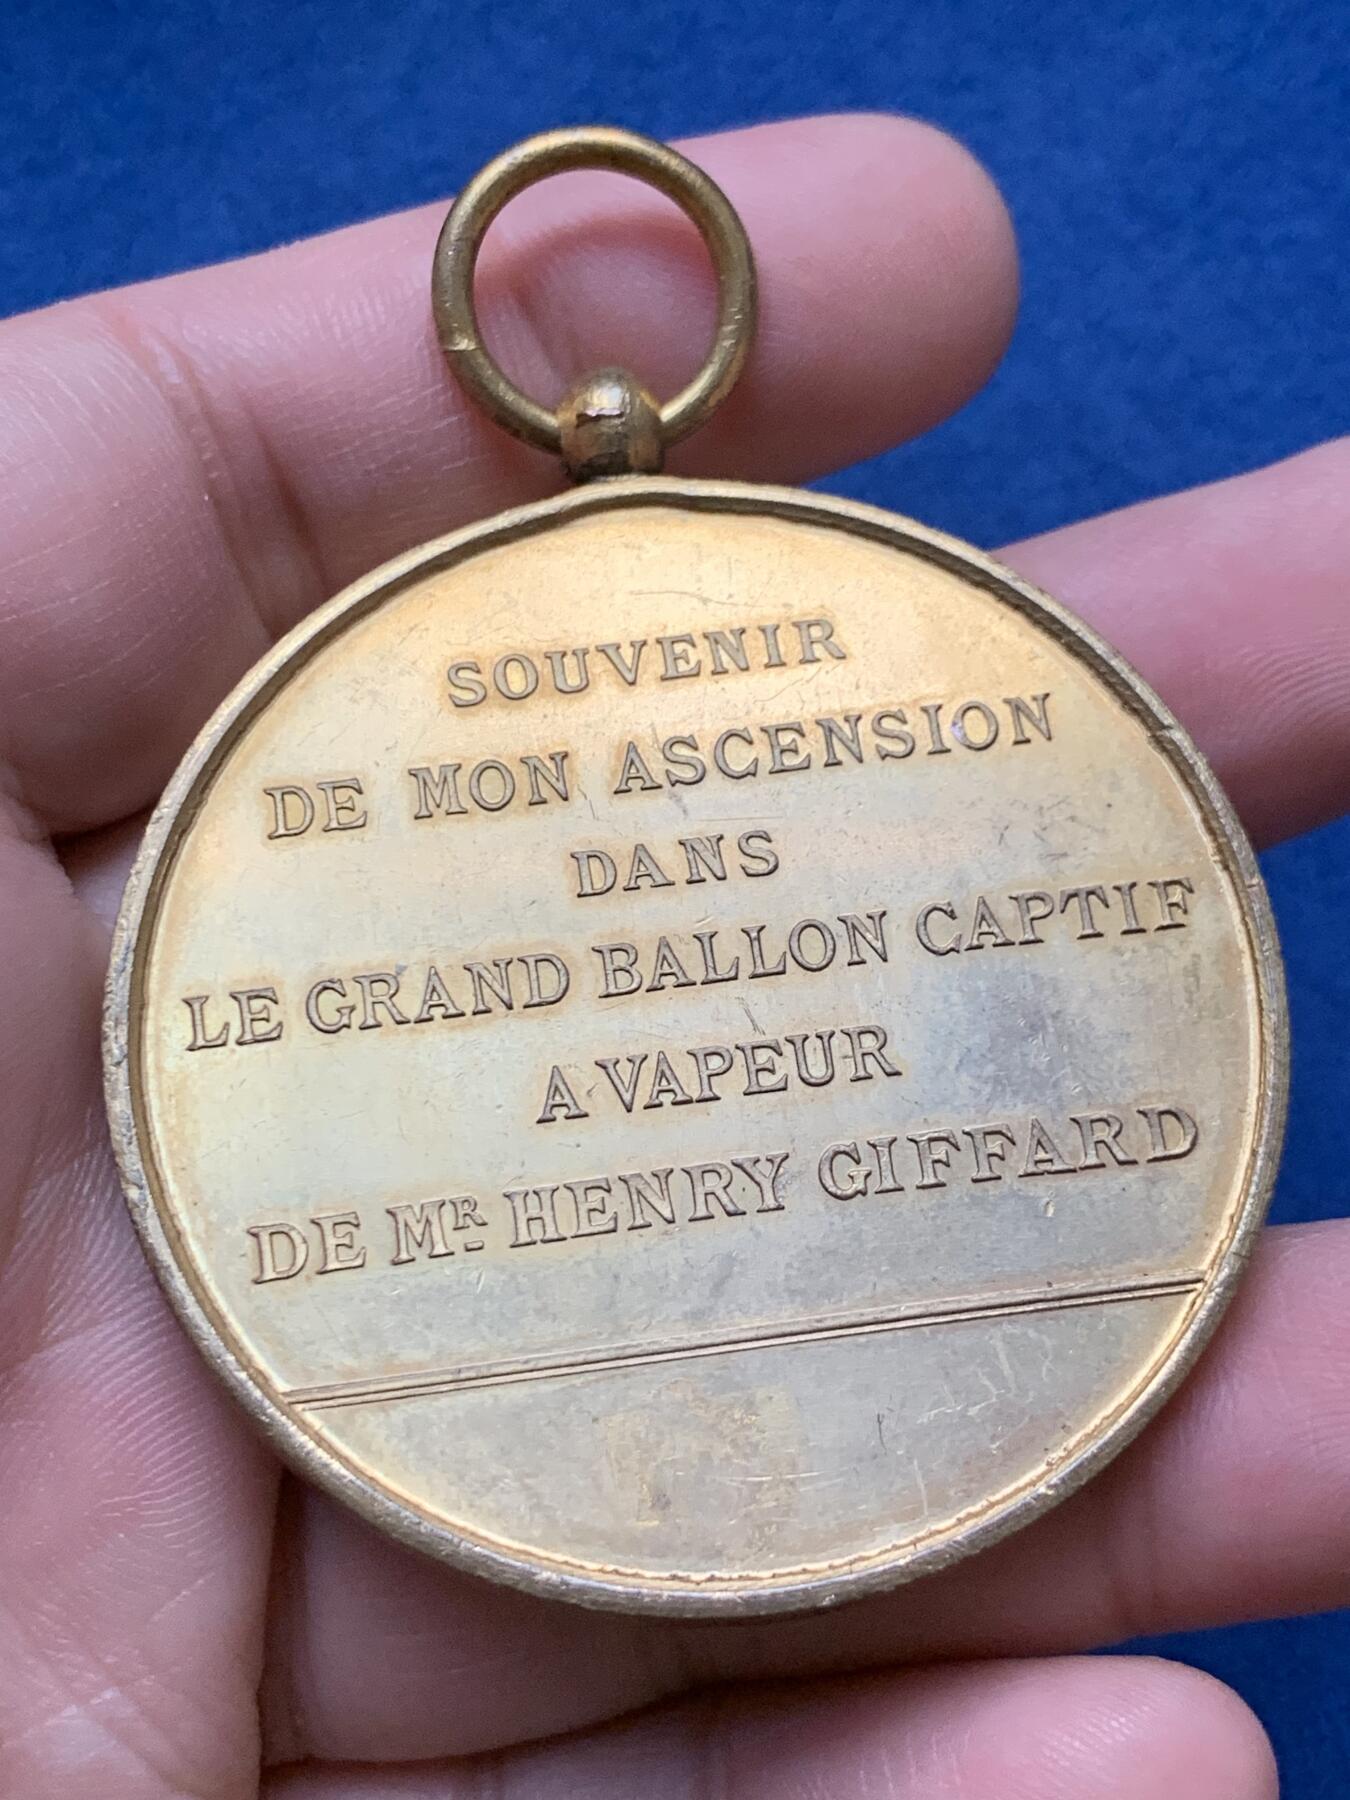 SOUVENIR
DE MON ASCENSION
DANS
LE GRAND BALLON CAPTIF
A VAPEUR
DE MR HENRY GIFFARD